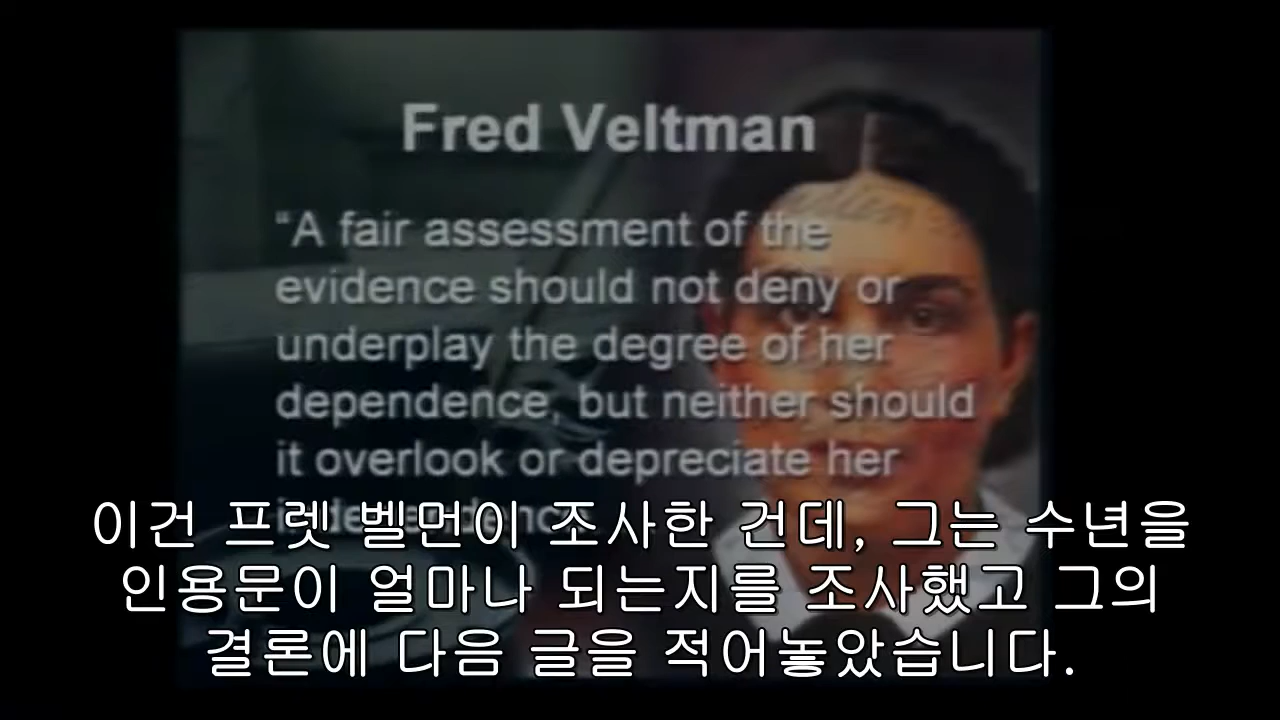 Fred Veltman
“A fair assessment of the
evidence should not deny or
underplay the degree of her
dependence, but neither should
it overlook or depreciate her
이건 프렛 벨먼이 조사한 건데, 그는 수년을
인용문이 얼마나 되는지를 조사했고 그의
결론에 다음 글을 적어놓았습니다.